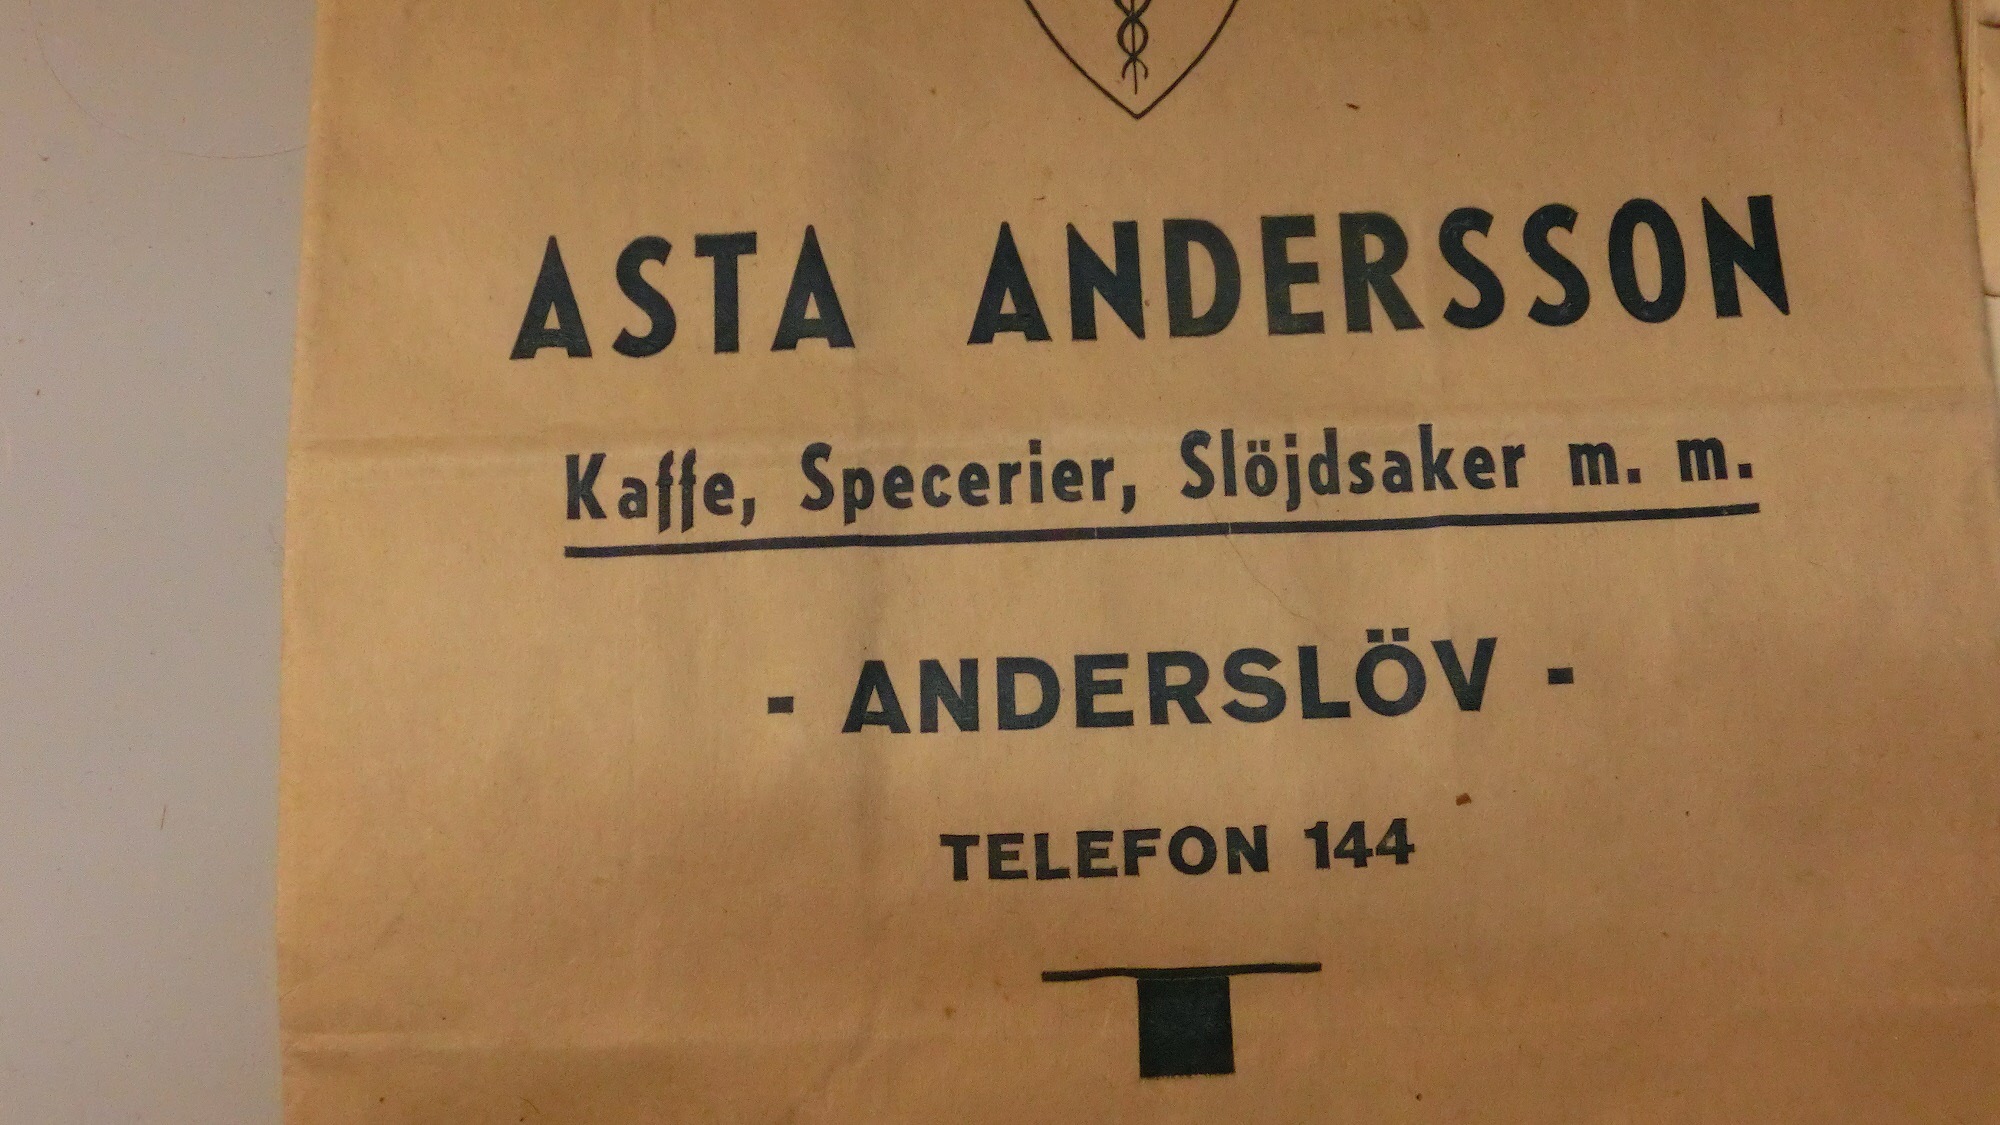 ASTA ANDERSSON
Kaffe, Specerier, Slöjdsaker m. m.
- ANDERSLÖV -
TELEFON 144